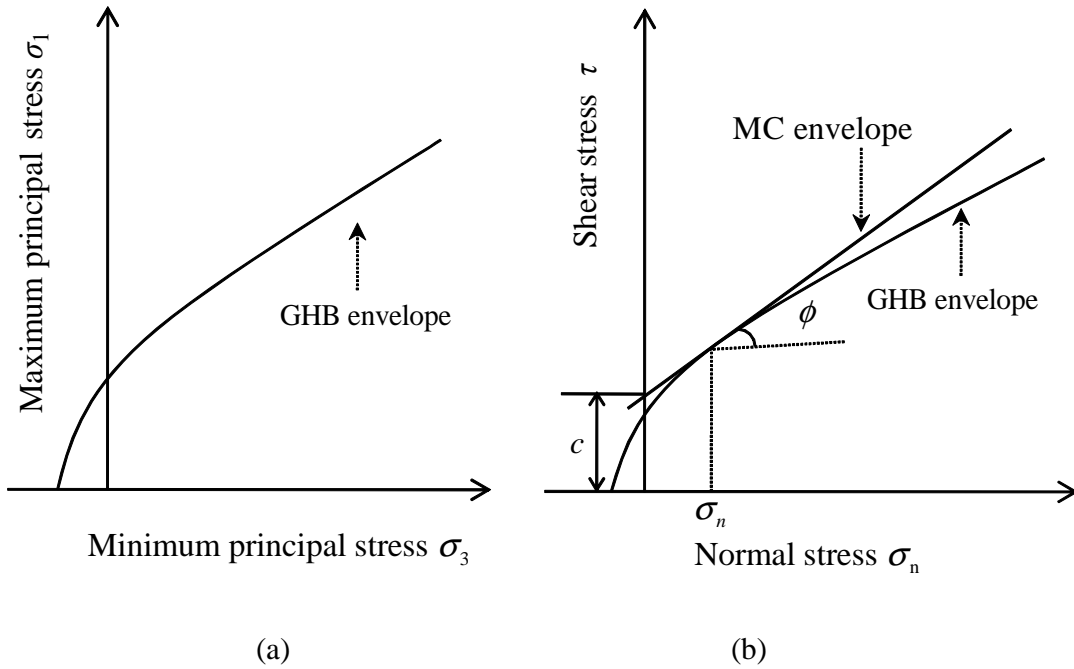 Maximum principal stress σ₁
GHB envelope
Minimum principal stress σ₃
(a)
Shear stress τ
MC envelope
GHB envelope
ϕ
c
σₙ
Normal stress σₙ
(b)